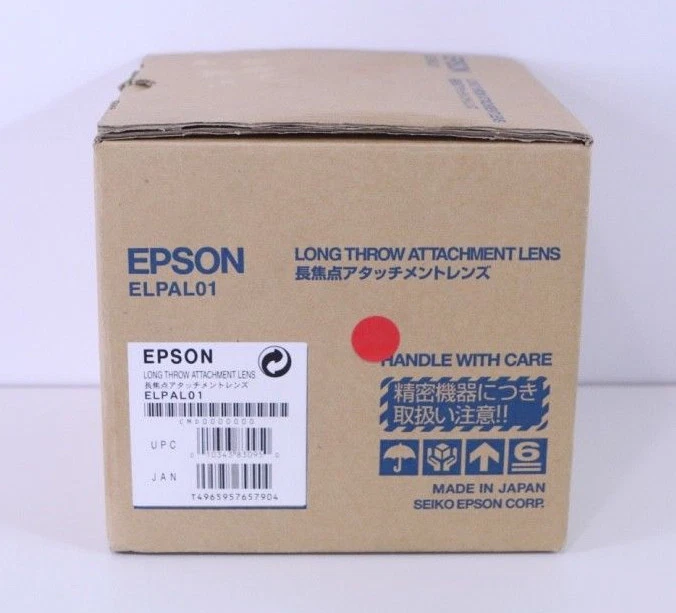 EPSON
EPSON
ELPAL01
LONG THROW ATTACHMENT LENS
長焦点アタッチメントレンズ
EPSON
LONG THROW ATTACHMENT LENS
長焦点アタッチメントレンズ
ELPAL01
UPC
JAN
T4965957657904
HANDLE WITH CARE
精密機器につき
取扱い注意!!
6
MADE IN JAPAN
SEIKO EPSON CORP.